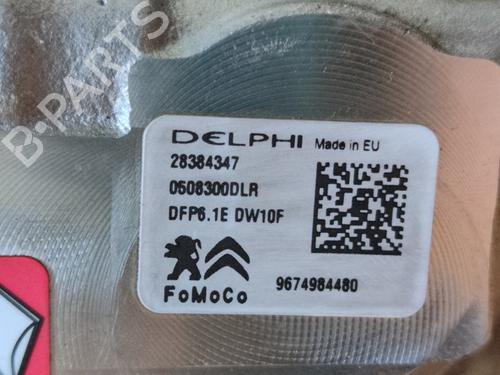 B-PARTS
DELPHI Made in EU
28384347
0508300DLR
DFP6.1E DW10F
FoMoCo
9674984480